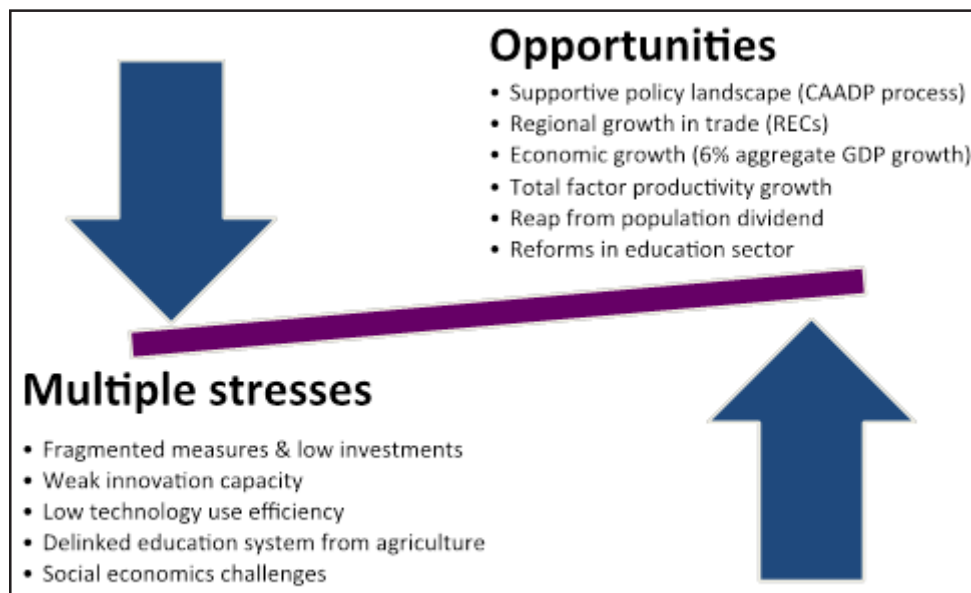 Opportunities
• Supportive policy landscape (CAADP process)
• Regional growth in trade (RECs)
• Economic growth (6% aggregate GDP growth)
• Total factor productivity growth
• Reap from population dividend
• Reforms in education sector
Multiple stresses
• Fragmented measures & low investments
• Weak innovation capacity
• Low technology use efficiency
• Delinked education system from agriculture
• Social economics challenges